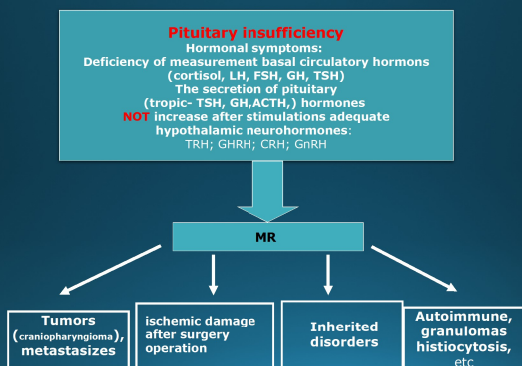 Pituitary insufficiency
Hormonal symptoms:
Deficiency of measurement basal circulatory hormons
(cortisol, LH, FSH, GH, TSH)
The secretion of pituitary
(tropic- TSH, GH,ACTH,) hormones
NOT increase after stimulations adequate
hypothalamic neurohormones:
TRH; GHRH; CRH; GnRH
MR
Tumors
(craniopharyngioma),
metastasizes
ischemic damage
after surgery
operation
Inherited
disorders
Autoimmune,
granulomas
histiocytosis,
etc